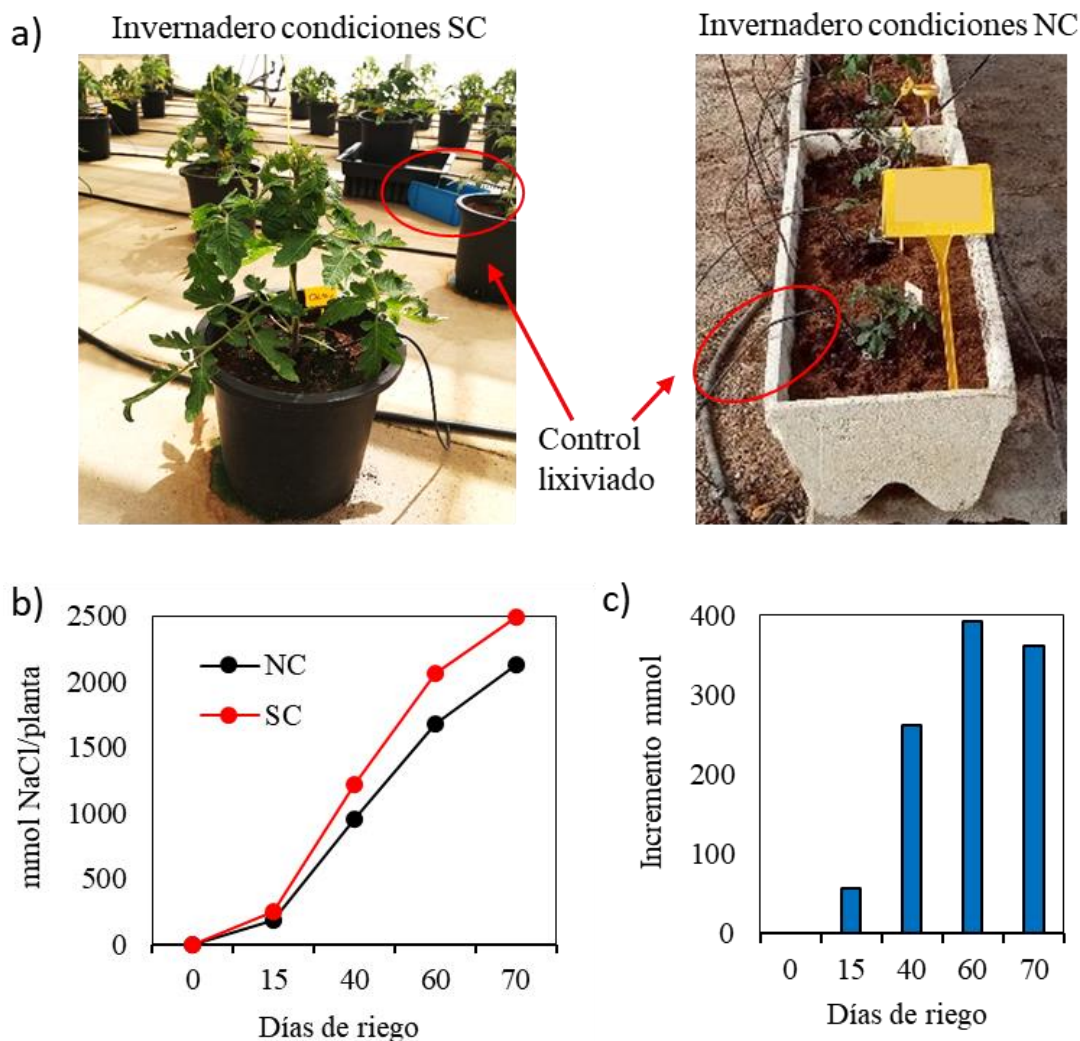 a)
Invernadero condiciones SC
Invernadero condiciones NC
Control
lixiviado
b)
mmol NaCl/planta
2500
2000
1500
1000
500
0
NC
SC
0 15 40 60 70
Días de riego
c)
Incremento mmol
400
300
200
100
0
0 15 40 60 70
Días de riego